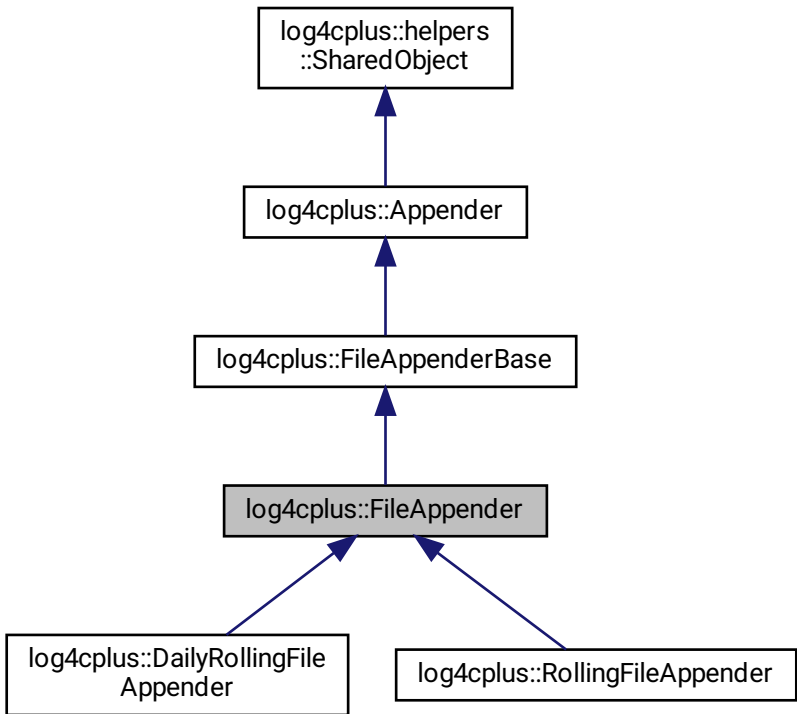 log4cplus::helpers
::SharedObject
log4cplus::Appender
log4cplus::FileAppenderBase
log4cplus::FileAppender
log4cplus::DailyRollingFile
Appender
log4cplus::RollingFileAppender